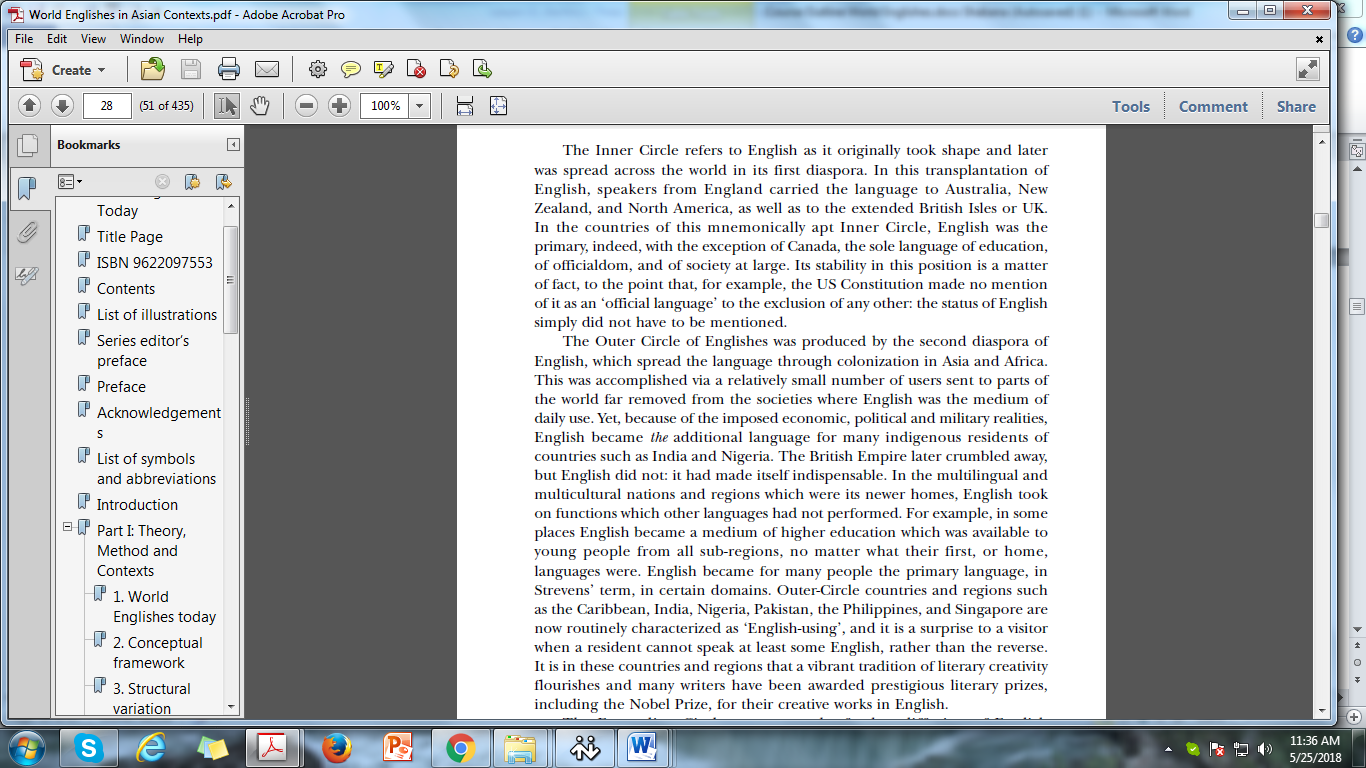 World Englishes in Asian Contexts.pdf - Adobe Acrobat Pro
File Edit View Window Help
Create
28 (51 of 435) 100% Tools Comment Share
Bookmarks
Today
Title Page
ISBN 9622097553
Contents
List of illustrations
Series editor's
preface
Preface
Acknowledgement
s
List of symbols
and abbreviations
Introduction
Part I: Theory,
Method and
Contexts
1. World
Englishes today
2. Conceptual
framework
3. Structural
variation
The Inner Circle refers to English as it originally took shape and later
was spread across the world in its first diaspora. In this transplantation of
English, speakers from England carried the language to Australia, New
Zealand, and North America, as well as to the extended British Isles or UK.
In the countries of this mnemonically apt Inner Circle, English was the
primary, indeed, with the exception of Canada, the sole language of education,
of officialdom, and of society at large. Its stability in this position is a matter
of fact, to the point that, for example, the US Constitution made no mention
of it as an ‘official language’ to the exclusion of any other: the status of English
simply did not have to be mentioned.
The Outer Circle of Englishes was produced by the second diaspora of
English, which spread the language through colonization in Asia and Africa.
This was accomplished via a relatively small number of users sent to parts of
the world far removed from the societies where English was the medium of
daily use. Yet, because of the imposed economic, political and military realities,
English became the additional language for many indigenous residents of
countries such as India and Nigeria. The British Empire later crumbled away,
but English did not: it had made itself indispensable. In the multilingual and
multicultural nations and regions which were its newer homes, English took
on functions which other languages had not performed. For example, in some
places English became a medium of higher education which was available to
young people from all sub-regions, no matter what their first, or home,
languages were. English became for many people the primary language, in
Strevens’ term, in certain domains. Outer-Circle countries and regions such
as the Caribbean, India, Nigeria, Pakistan, the Philippines, and Singapore are
now routinely characterized as ‘English-using’, and it is a surprise to a visitor
when a resident cannot speak at least some English, rather than the reverse.
It is in these countries and regions that a vibrant tradition of literary creativity
flourishes and many writers have been awarded prestigious literary prizes,
including the Nobel Prize, for their creative works in English.
11:36 AM
5/25/2018